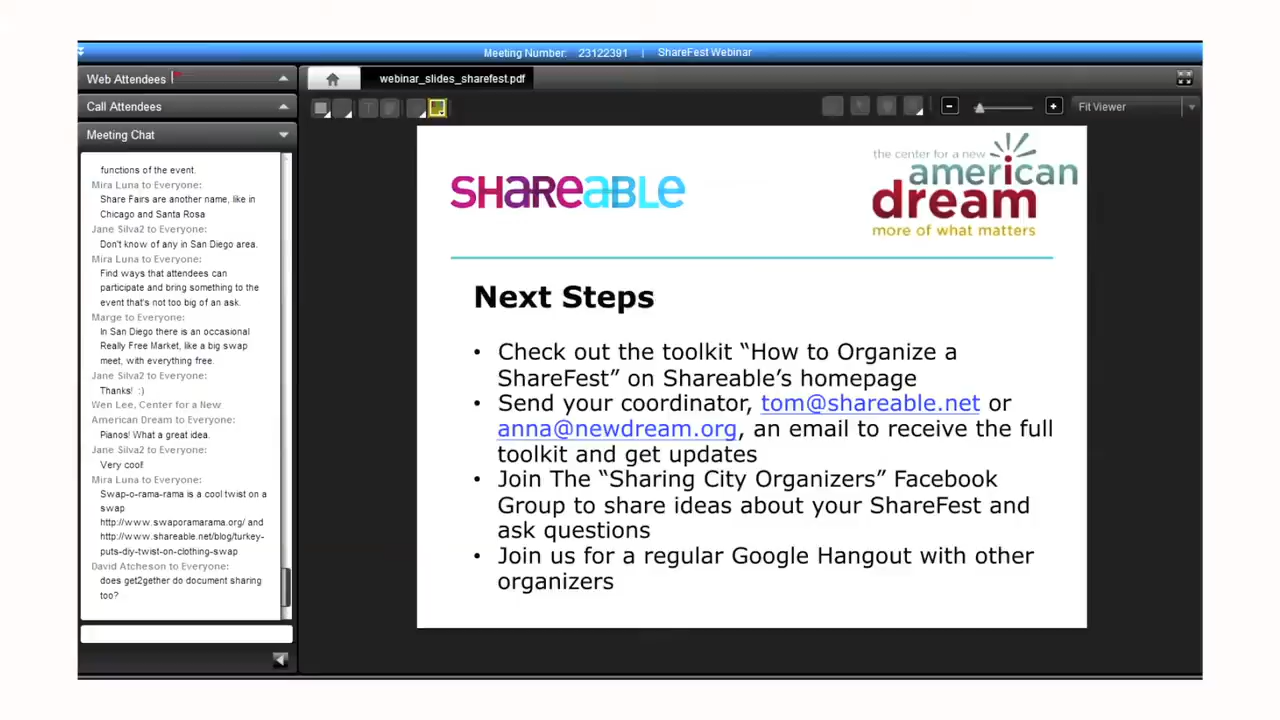 Meeting Number: 23122391 | ShareFest Webinar
Web Attendees
Call Attendees
Meeting Chat
functions of the event.
Mira Luna to Everyone:
Share Fairs are another name, like in
Chicago and Santa Rosa
Jane Silva2 to Everyone:
Don't know of any in San Diego area.
Mira Luna to Everyone:
Find ways that attendees can
participate and bring something to the
event that's not too big of an ask.
Marge to Everyone:
In San Diego there is an occasional
Really Free Market, like a big swap
meet, with everything free.
Jane Silva2 to Everyone:
Thanks! :)
Wen Lee, Center for a New
American Dream to Everyone:
Pianos! What a great idea.
Jane Silva2 to Everyone:
Very cool!
Mira Luna to Everyone:
Swap-o-rama-rama is a cool twist on a
swap
http://www.swaporamarama.org/ and
http://www.shareable.net/blog/turkey-
puts-diy-twist-on-clothing-swap
David Atcheson to Everyone:
does get2gether do document sharing
too?
webinar_slides_sharefest.pdf
Fit Viewer
SHAREABLE
the center for a new
american
dream
more of what matters
Next Steps
• Check out the toolkit “How to Organize a
ShareFest” on Shareable’s homepage
• Send your coordinator, tom@shareable.net or
anna@newdream.org, an email to receive the full
toolkit and get updates
• Join The “Sharing City Organizers” Facebook
Group to share ideas about your ShareFest and
ask questions
• Join us for a regular Google Hangout with other
organizers